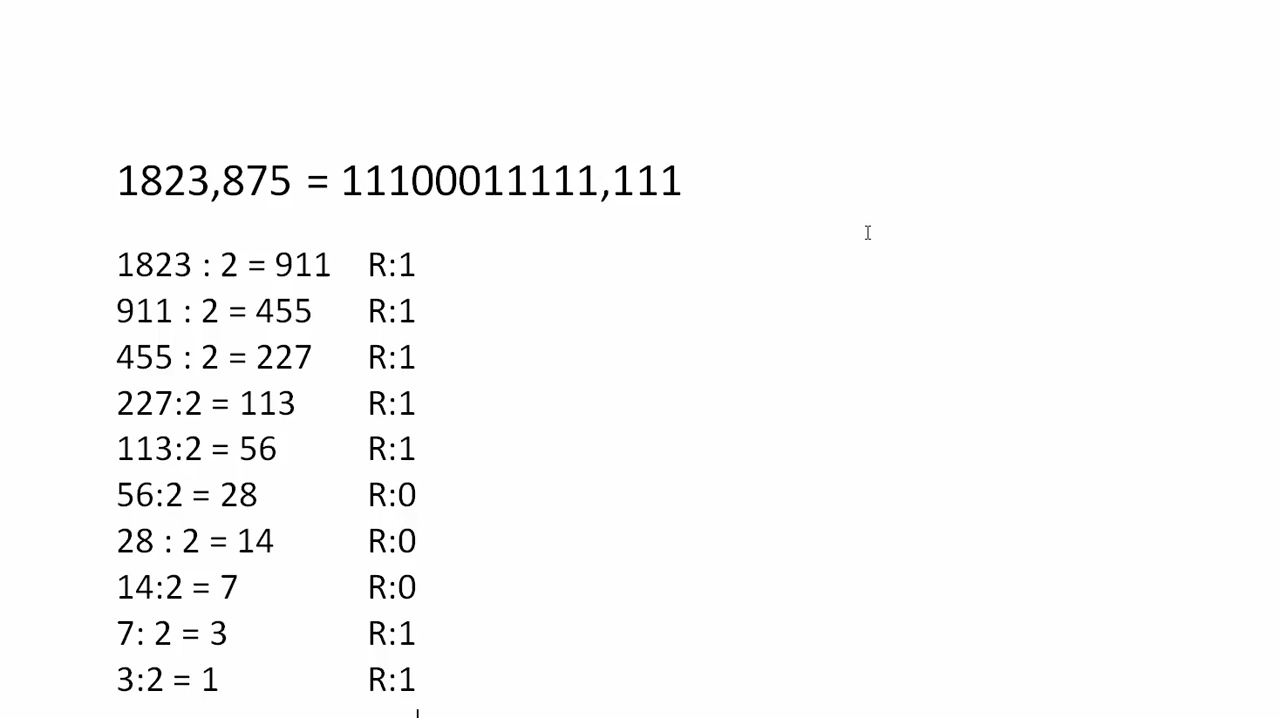 1823,875 = 11100011111,111
1823 : 2 = 911 R:1
911 : 2 = 455 R:1
455 : 2 = 227 R:1
227:2 = 113 R:1
113:2 = 56 R:1
56:2 = 28 R:0
28 : 2 = 14 R:0
14:2 = 7 R:0
7: 2 = 3 R:1
3:2 = 1 R:1